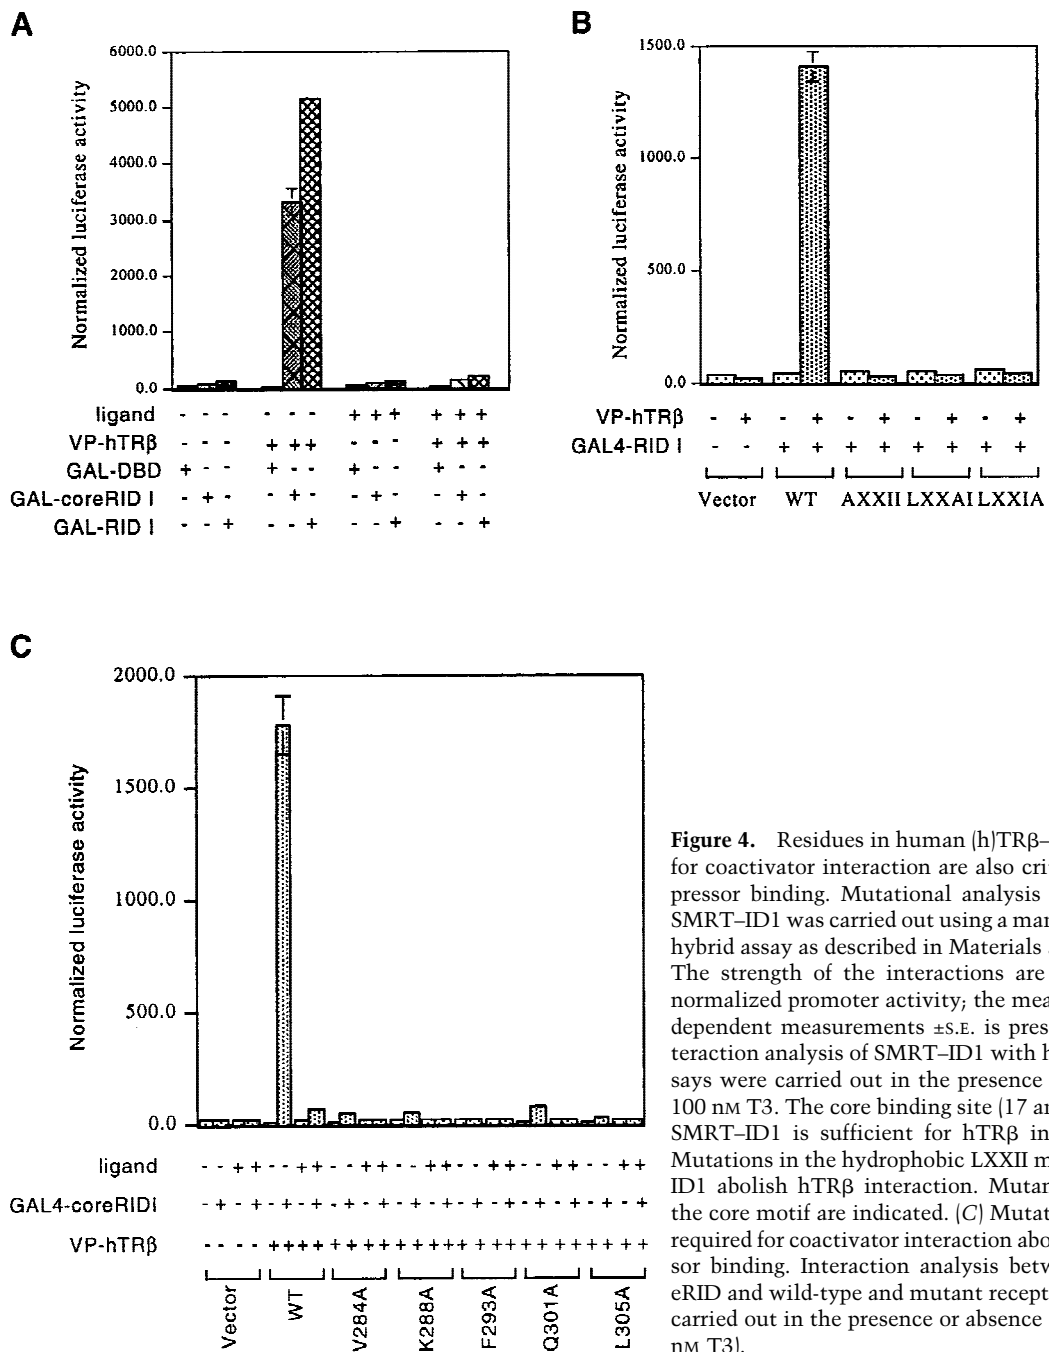 A
6000.0
5000.0
4000.0
3000.0
2000.0
1000.0
0.0
Normalized luciferase activity
ligand - - - - - - + + + + + +
VP-hTRβ - - - + + + - - - + + +
GAL-DBD + - - + - - + - - + - -
GAL-coreRID I - + - - + - - + - - + -
GAL-RID I - - + - - + - - + - - +
B
1500.0
1000.0
500.0
0.0
Normalized luciferase activity
VP-hTRβ - + - + - + - + - +
GAL4-RID I - - + + + + + + + +
Vector WT AXXII LXXAI LXXIA
C
2000.0
1500.0
1000.0
500.0
0.0
Normalized luciferase activity
ligand - - + + - - + + - - + + - - + + - - + + - - + + - - + +
GAL4-coreRIDI - + - + - + - + - + - + - + - + - + - + - + - + - + - +
VP-hTRβ - - - - + + + + + + + + + + + + + + + + + + + + + + + +
Vector WT V284A K288A F293A Q301A L305A
Figure 4. Residues in human (h)TRβ–
for coactivator interaction are also crit
pressor binding. Mutational analysis
SMRT–ID1 was carried out using a mam
hybrid assay as described in Materials
The strength of the interactions are
normalized promoter activity; the mea
dependent measurements ±S.E. is pres
teraction analysis of SMRT–ID1 with h
says were carried out in the presence
100 nM T3. The core binding site (17 a
SMRT–ID1 is sufficient for hTRβ in
Mutations in the hydrophobic LXXII m
ID1 abolish hTRβ interaction. Mutan
the core motif are indicated. (C) Mutat
required for coactivator interaction abo
sor binding. Interaction analysis betw
eRID and wild-type and mutant recept
carried out in the presence or absence
nM T3).